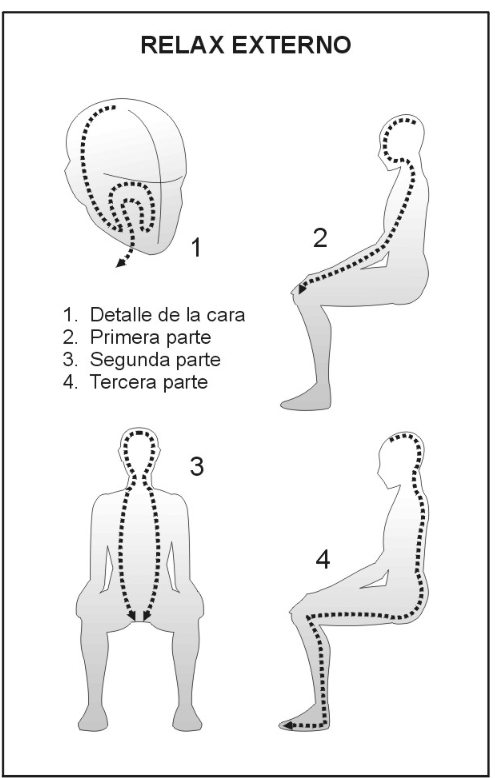 RELAX EXTERNO
1
2
1. Detalle de la cara
2. Primera parte
3. Segunda parte
4. Tercera parte
3
4